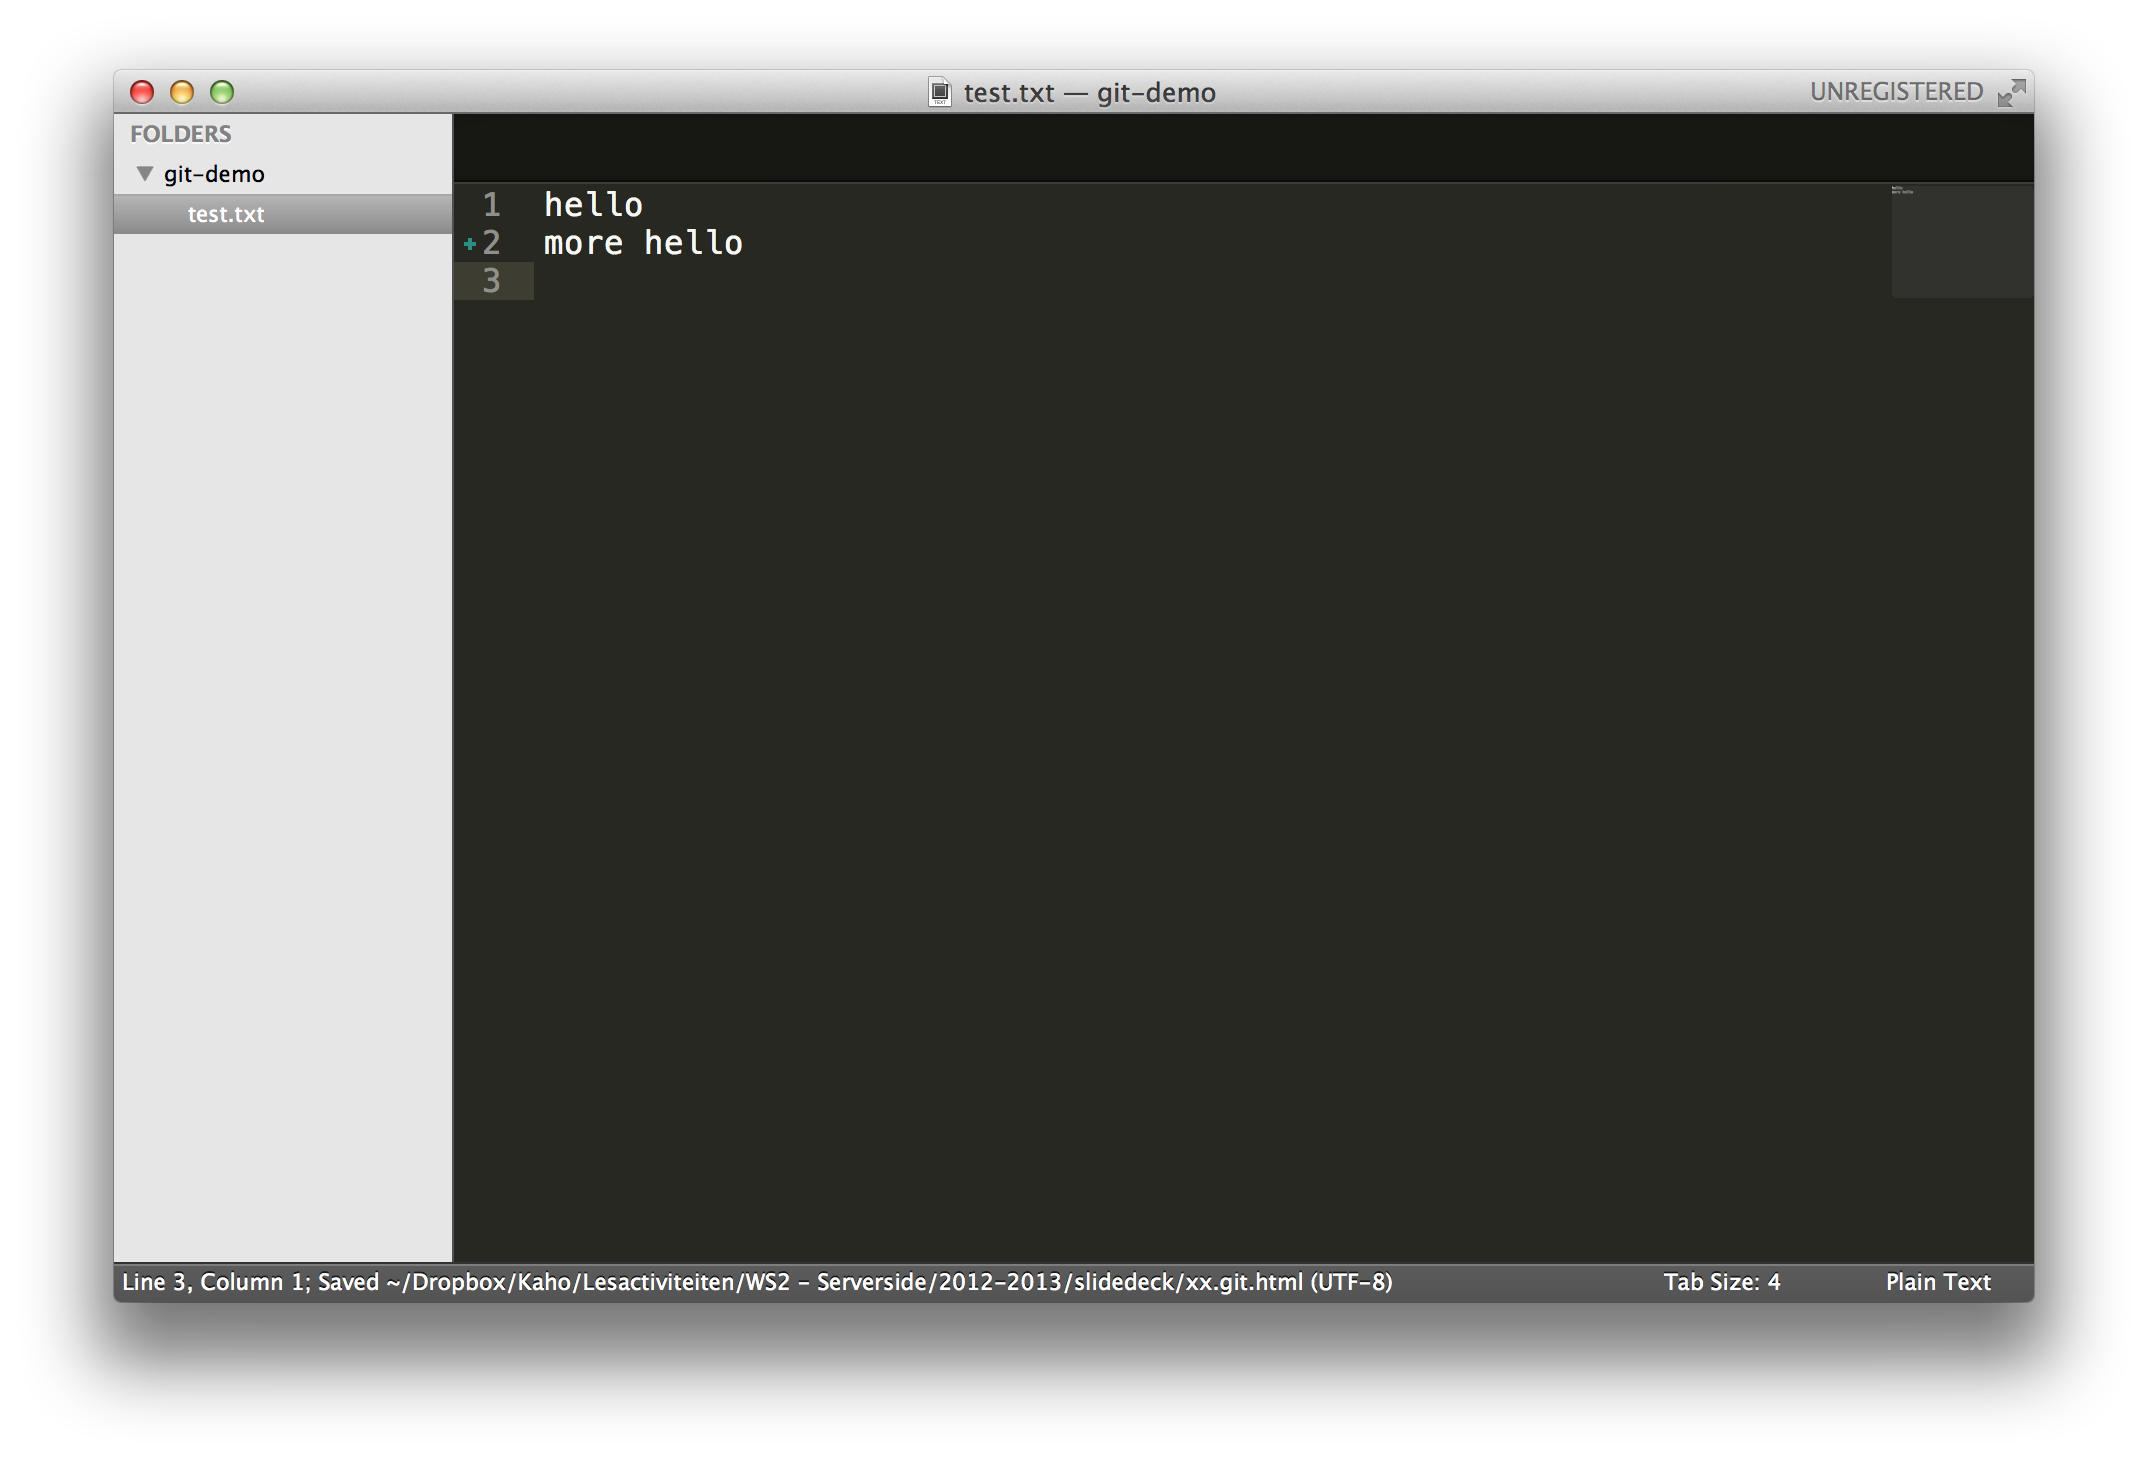 test.txt — git-demo
UNREGISTERED
FOLDERS
git-demo
test.txt
1 hello
+2 more hello
3
Line 3, Column 1; Saved ~/Dropbox/Kaho/Lesactiviteiten/WS2 - Serverside/2012-2013/slidedeck/xx.git.html (UTF-8)
Tab Size: 4
Plain Text